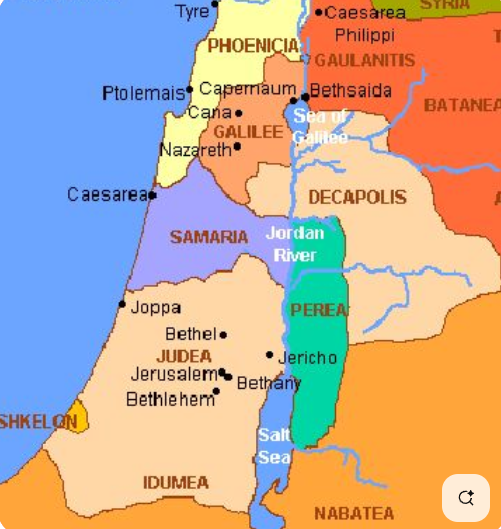 SYRIA
Tyre
Caesarea
Philippi
PHOENICIA
GAULANITIS
Ptolemais
Capernaum
Bethsaida
BATANEA
Cana
Sea of
Galilee
GALILEE
Nazareth
Caesarea
DECAPOLIS
SAMARIA
Jordan
River
Joppa
PEREA
Bethel
JUDEA
Jericho
Jerusalem
Bethany
Bethlehem
SHKELON
Salt
Sea
IDUMEA
NABATEA